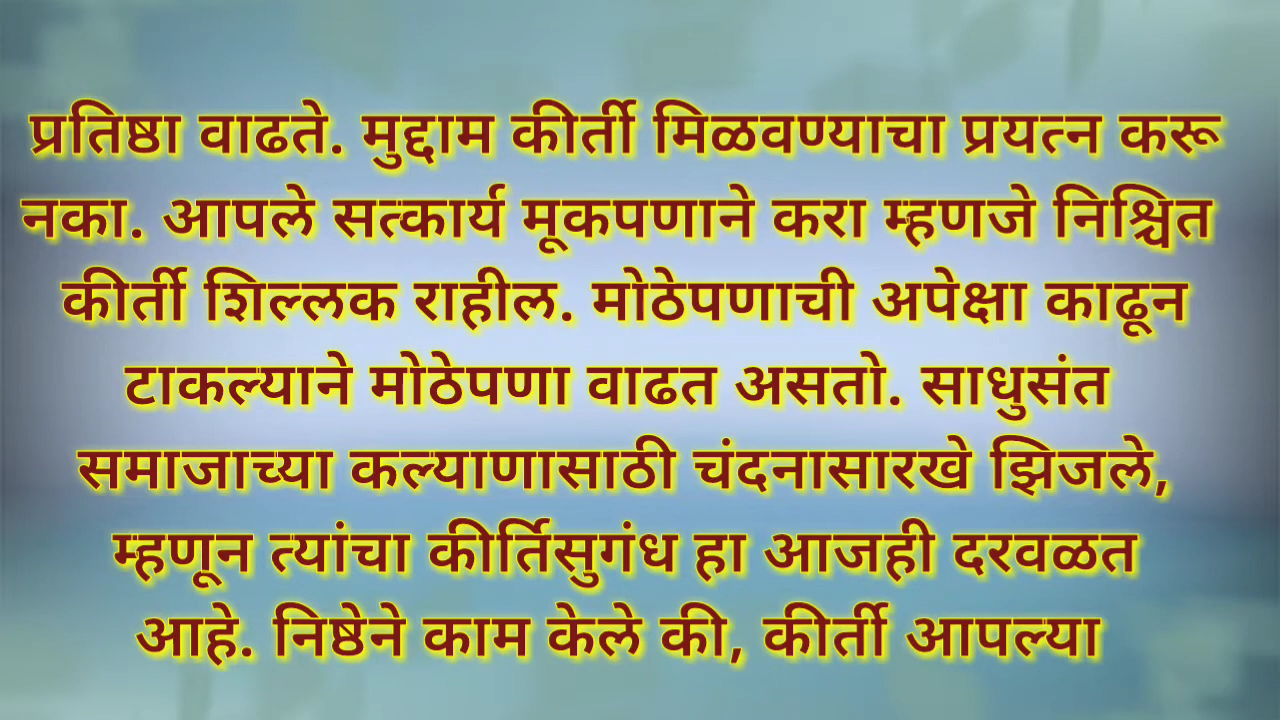 प्रतिष्ठा वाढते. मुद्दाम कीर्ती मिळवण्याचा प्रयत्न करू
नका. आपले सत्कार्य मूकपणाने करा म्हणजे निश्चित
कीर्ती शिल्लक राहील. मोठेपणाची अपेक्षा काढून
टाकल्याने मोठेपणा वाढत असतो. साधुसंत
समाजाच्या कल्याणासाठी चंदनासारखे झिजले,
म्हणून त्यांचा कीर्तिसुगंध हा आजही दरवळत
आहे. निष्ठेने काम केले की, कीर्ती आपल्या